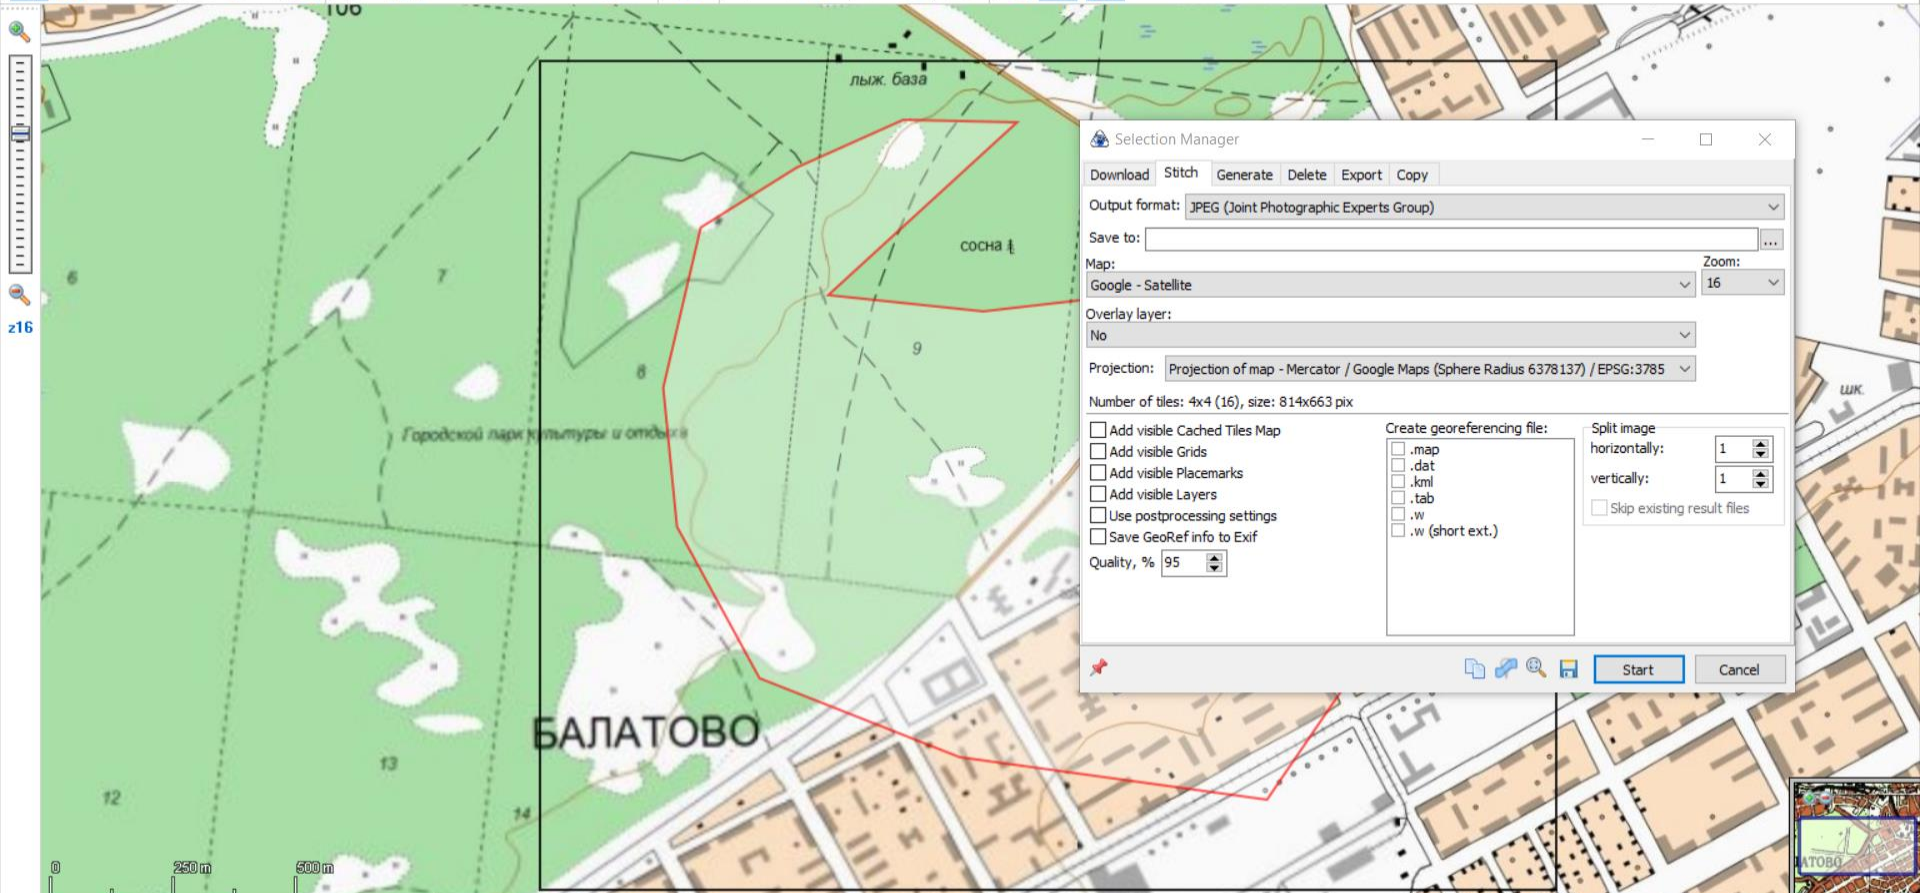 106
лыж. база
z16
6
7
8
9
сосна
Городской парк культуры и отдыха
БАЛАТОВО
12
13
14
шк.
0
250 m
500 m
Selection Manager
Download
Stitch
Generate
Delete
Export
Copy
Output format:
JPEG (Joint Photographic Experts Group)
Save to:
...
Map:
Zoom:
Google - Satellite
16
Overlay layer:
No
Projection:
Projection of map - Mercator / Google Maps (Sphere Radius 6378137) / EPSG:3785
Number of tiles: 4x4 (16), size: 814x663 pix
Add visible Cached Tiles Map
Add visible Grids
Add visible Placemarks
Add visible Layers
Use postprocessing settings
Save GeoRef info to Exif
Quality, %
95
Create georeferencing file:
.map
.dat
.kml
.tab
.w
.w (short ext.)
Split image
horizontally:
1
vertically:
1
Skip existing result files
Start
Cancel
ЛАТОВО